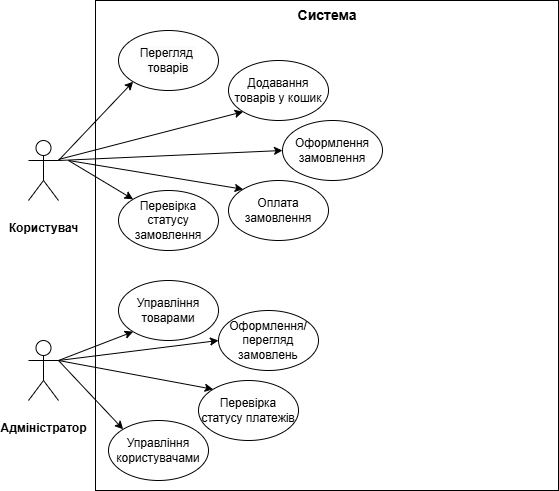 Система
Перегляд
товарів
Додавання
товарів у кошик
Оформлення
замовлення
Перевірка
статусу
замовлення
Оплата
замовлення
Користувач
Управління
товарами
Оформлення/
перегляд
замовлень
Перевірка
статусу платежів
Адміністратор
Управління
користувачами